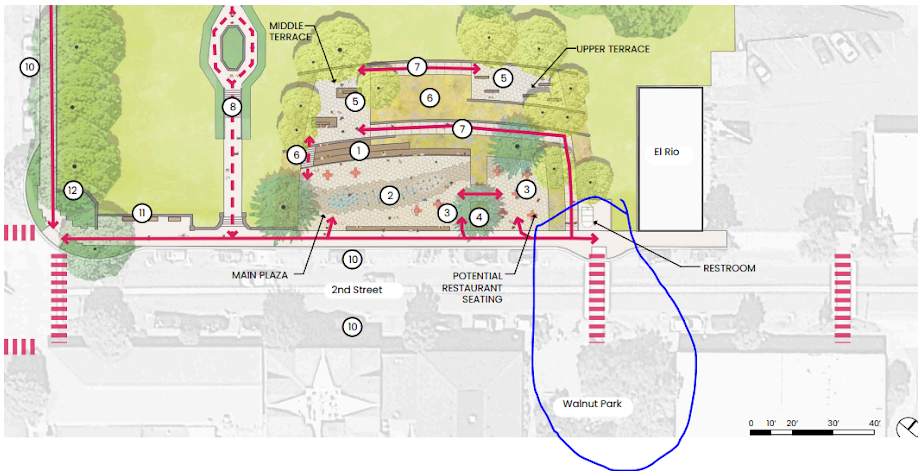 MIDDLE
TERRACE
UPPER TERRACE
10
7
5
5
8
6
7
6
1
El Rio
12
2
3
11
3
4
MAIN PLAZA
10
POTENTIAL
RESTAURANT
SEATING
RESTROOM
2nd Street
10
Walnut Park
0 10' 20' 30' 40'